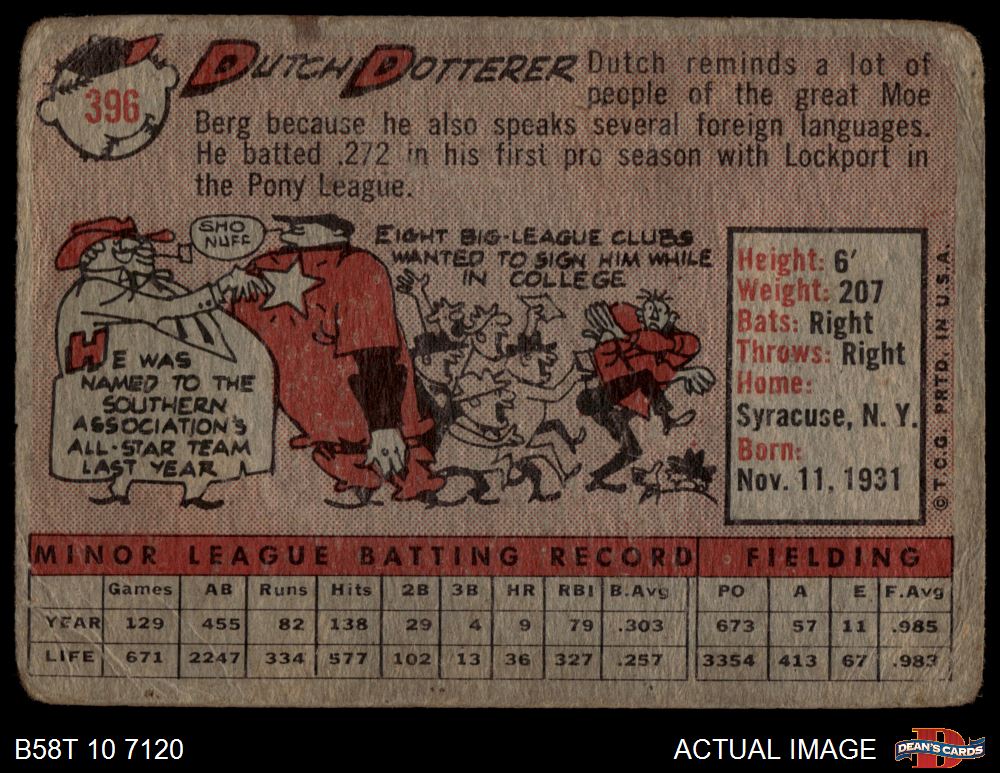 396
DUTCH DOTTERER Dutch reminds a lot of
people of the great Moe
Berg because he also speaks several foreign languages.
He batted .272 in his first pro season with Lockport in
the Pony League.
SHO
NUFF
EIGHT BIG-LEAGUE CLUBS
WANTED TO SIGN HIM WHILE
IN COLLEGE
HE WAS
NAMED TO THE
SOUTHERN
ASSOCIATION'S
ALL-STAR TEAM
LAST YEAR
Height: 6'
Weight: 207
Bats: Right
Throws: Right
Home:
Syracuse, N. Y.
Born:
Nov. 11, 1931
© T.C.G. PRTD. IN U.S.A.
MINOR LEAGUE BATTING RECORD FIELDING
Games AB Runs Hits 2B 3B HR RBI B.Avg PO A E F.Avg
YEAR 129 455 82 138 29 4 9 79 .303 673 57 11 .985
LIFE 671 2247 334 577 102 13 36 327 .257 3354 413 67 .983
B58T 10 7120
ACTUAL IMAGE
DEAN'S CARDS